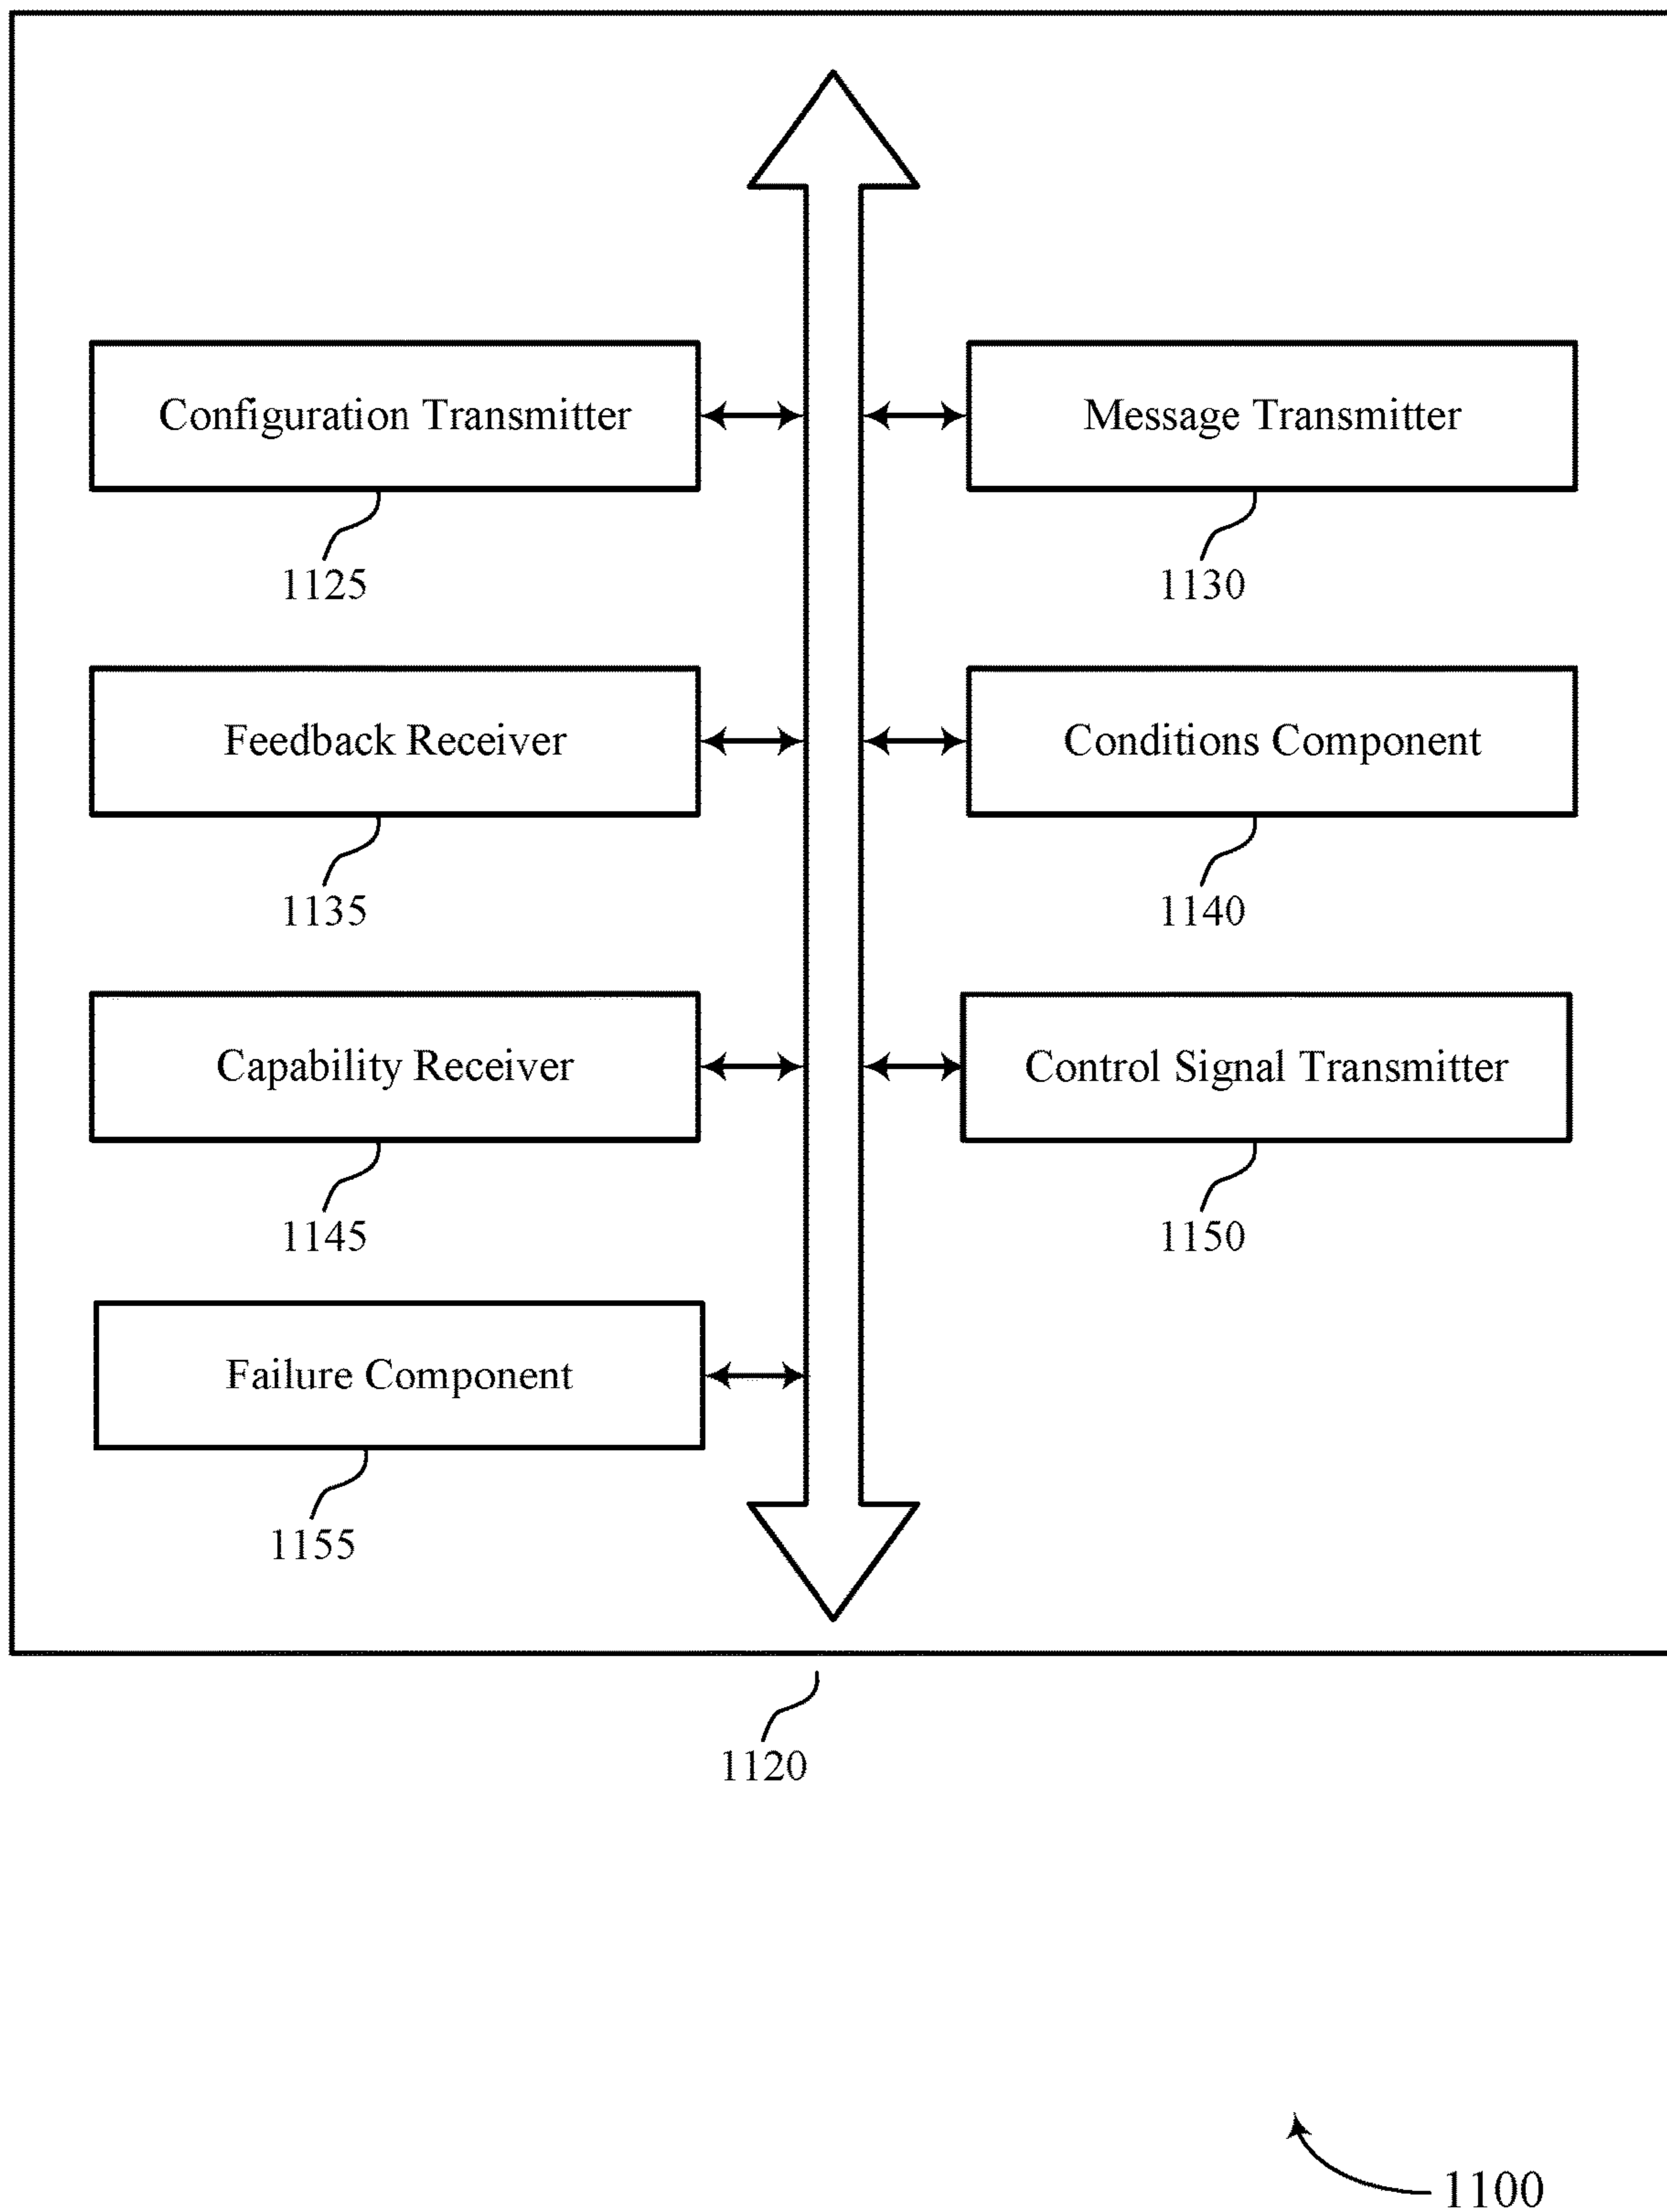 Configuration Transmitter
Message Transmitter
1125
1130
Feedback Receiver
Conditions Component
1135
1140
Capability Receiver
Control Signal Transmitter
1145
1150
Failure Component
1155
1120
1100